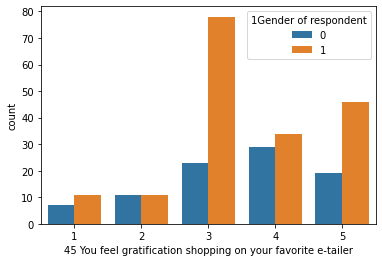 80
70
60
50
40
30
20
10
0
count
1Gender of respondent
0
1
1 2 3 4 5
45 You feel gratification shopping on your favorite e-tailer